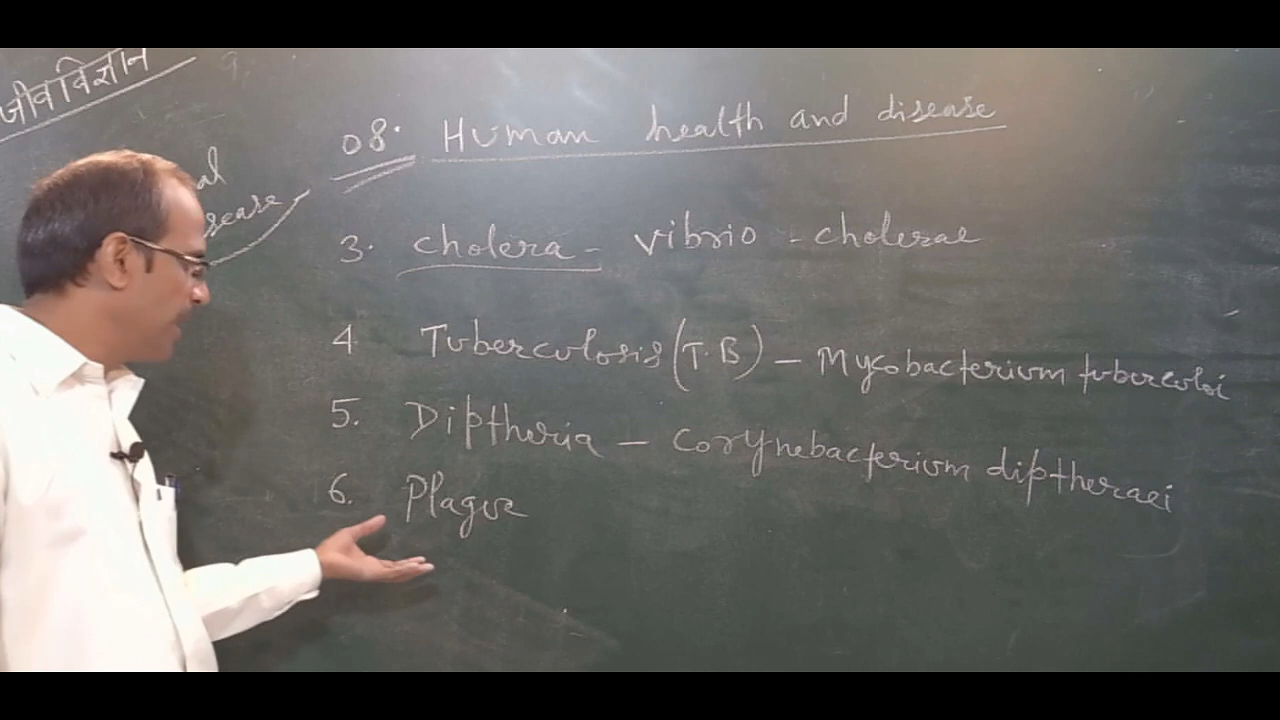 जीवविज्ञान
08. Human health and disease
3. cholera - vibrio - cholerae
4 Tuberculosis (T.B) - Mycobacterium tuberculoi
5. Diptheria - Corynebacterium diptheraei
6. Plague